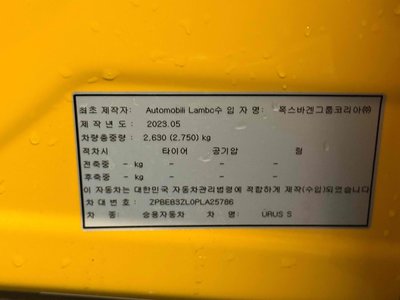 최초 제작자: Automobili Lambc수 입 자 명: 폭스바겐그룹코리아㈜
제 작 년 도 : 2023.05
차량총중량: 2,630 (2,750) kg
적차시 타이어 공기압 림
전축중 - kg - - -
후축중 - kg - - -
이 자동차는 대한민국 자동차관리법령에 적합하게 제작(수입)되었습니다.
차 대 번 호 : ZPBEB3ZL0PLA25786
차 종: 승용자동차 차 명: URUS S